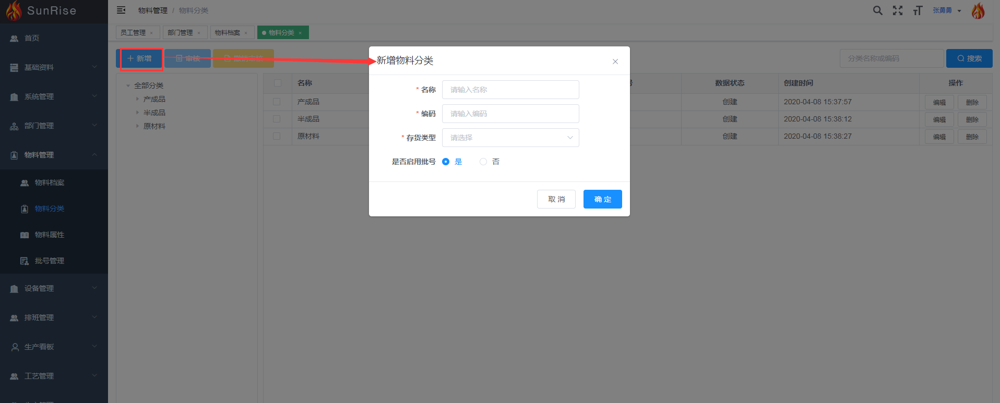 SunRise
物料管理 / 物料分类
张勇勇
员工管理 ×
部门管理 ×
物料档案 ×
物料分类 ×
首页
基础资料
系统管理
部门管理
物料管理
物料档案
物料分类
物料属性
批号管理
设备管理
排班管理
生产看板
工艺管理
新增
审核
分类名称或编码
搜索
全部分类
产成品
半成品
原材料
名称
号
数据状态
创建时间
操作
产成品
创建
2020-04-08 15:37:57
编辑
删除
半成品
创建
2020-04-08 15:38:12
编辑
删除
原材料
创建
2020-04-08 15:38:27
编辑
删除
新增物料分类
* 名称
请输入名称
* 编码
请输入编码
* 存货类型
请选择
是否启用批号
是
否
取 消
确 定